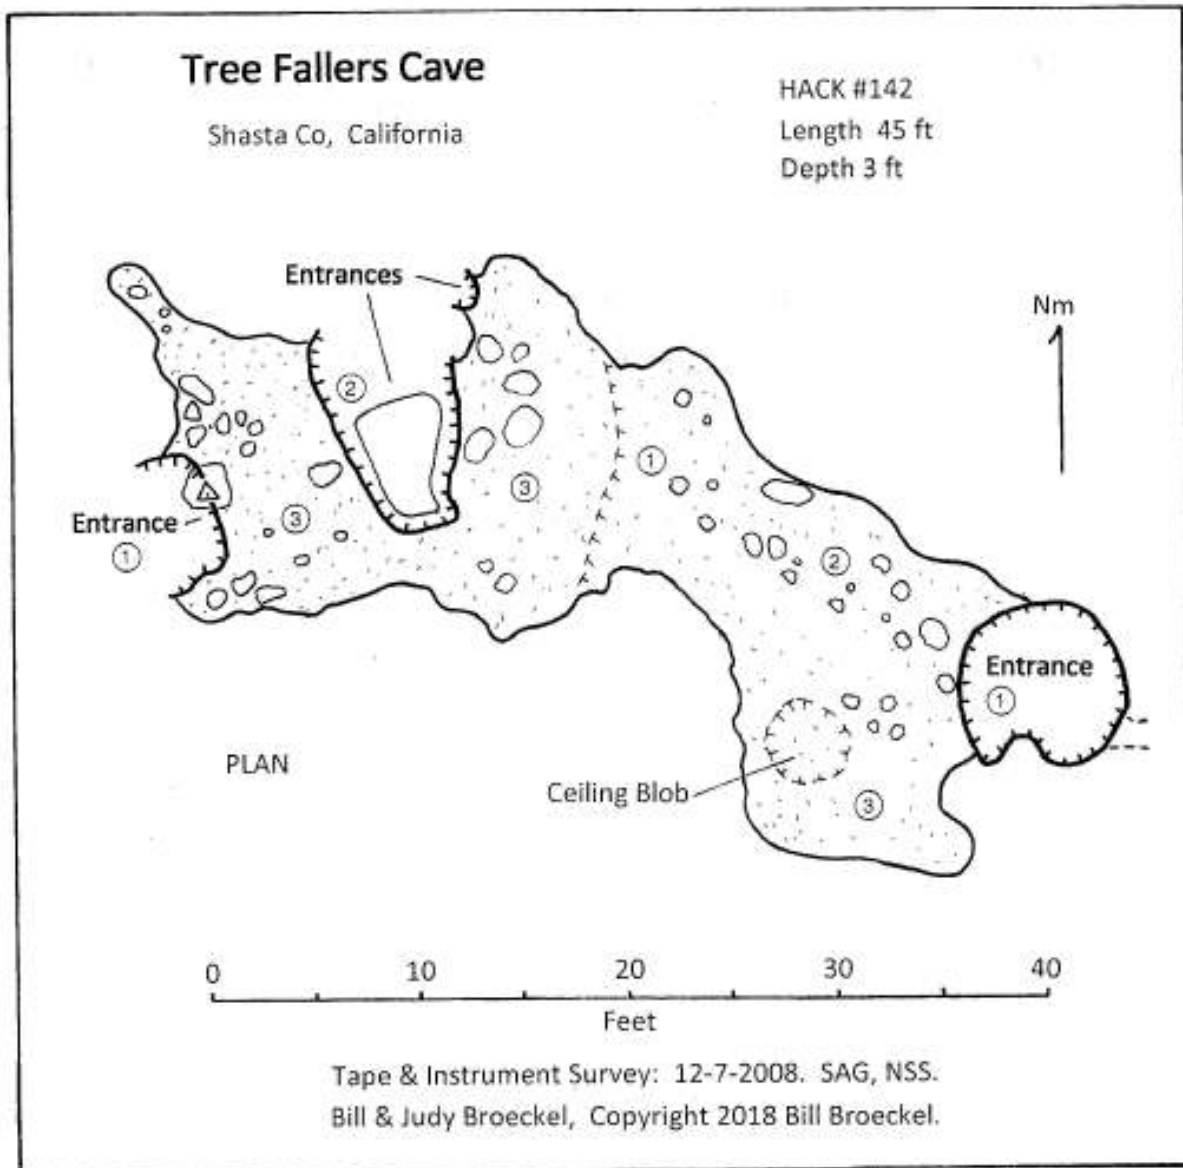 Tree Fallers Cave
Shasta Co, California
HACK #142
Length 45 ft
Depth 3 ft
Entrances
Nm
2
1
3
Entrance
1
3
2
Entrance
1
PLAN
Ceiling Blob
3
0 10 20 30 40
Feet
Tape & Instrument Survey: 12-7-2008. SAG, NSS.
Bill & Judy Broeckel, Copyright 2018 Bill Broeckel.